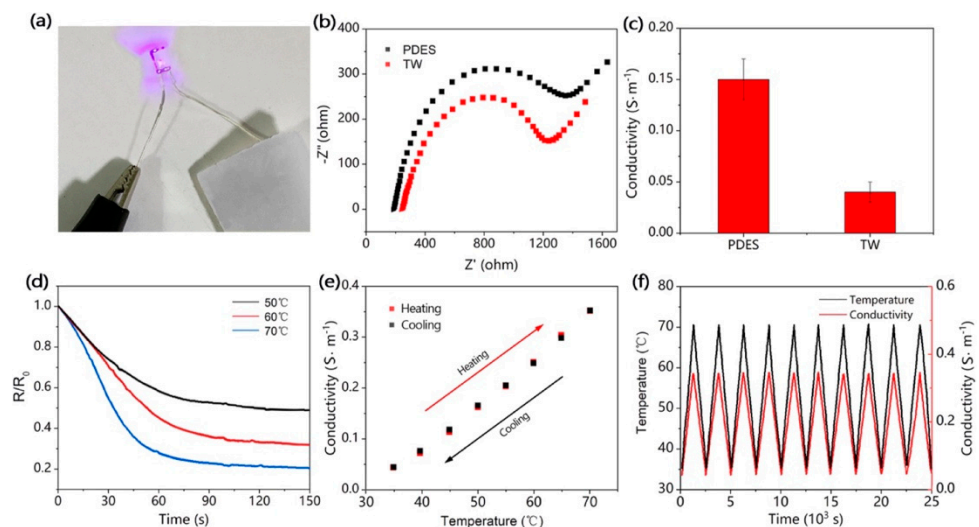 (a)
(b)
PDES
TW
-Z" (ohm)
300
200
100
0
0
400
800
1200
1600
Z' (ohm)
(c)
Conductivity (S· m⁻¹)
0.20
0.15
0.10
0.05
0.00
PDES
TW
(d)
50℃
60℃
70℃
R/R₀
1.0
0.8
0.6
0.4
0.2
0
30
60
90
120
150
Time (s)
(e)
Heating
Cooling
Heating
Cooling
Conductivity (S· m⁻¹)
0.4
0.3
0.2
0.1
0.0
30
40
50
60
70
Temperature (℃)
(f)
Temperature
Conductivity
Temperature (℃)
80
70
60
50
40
30
0
5
10
15
20
25
Time (10³ s)
0.6
0.4
0.2
0.0
Conductivity (S· m⁻¹)